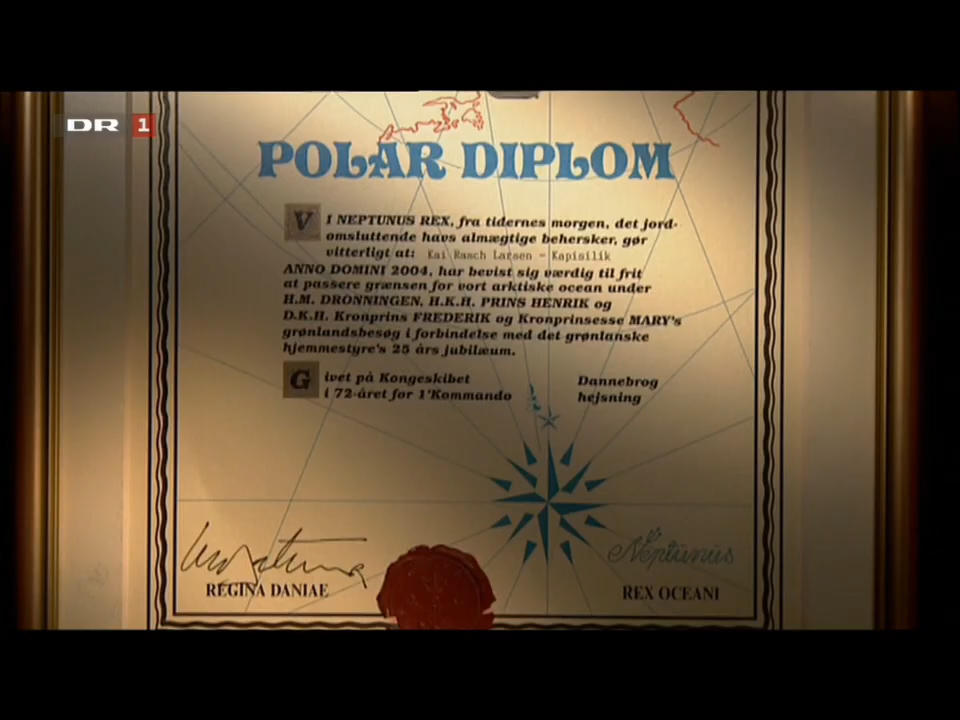 DR 1
POLAR DIPLOM
VI NEPTUNUS REX, fra tidernes morgen, det jord-
omsluttende havs almægtige behersker, gør
vitterligt at: Kai Raach Larsen - Kapisilik
ANNO DOMINI 2004, har bevist sig værdig til frit
at passere grænsen for vort arktiske ocean under
H.M. DRONNINGEN, H.K.H. PRINS HENRIK og
D.K.H. Kronprins FREDERIK og Kronprinsesse MARY's
grønlandsbesøg i forbindelse med det grønlanske
hjemmestyre's 25 års jubilæum.
Givet på Kongeskibet Dannebrog
i 72-året for 1'Kommando hejsning
Neptunus
REGINA DANIAE REX OCEANI